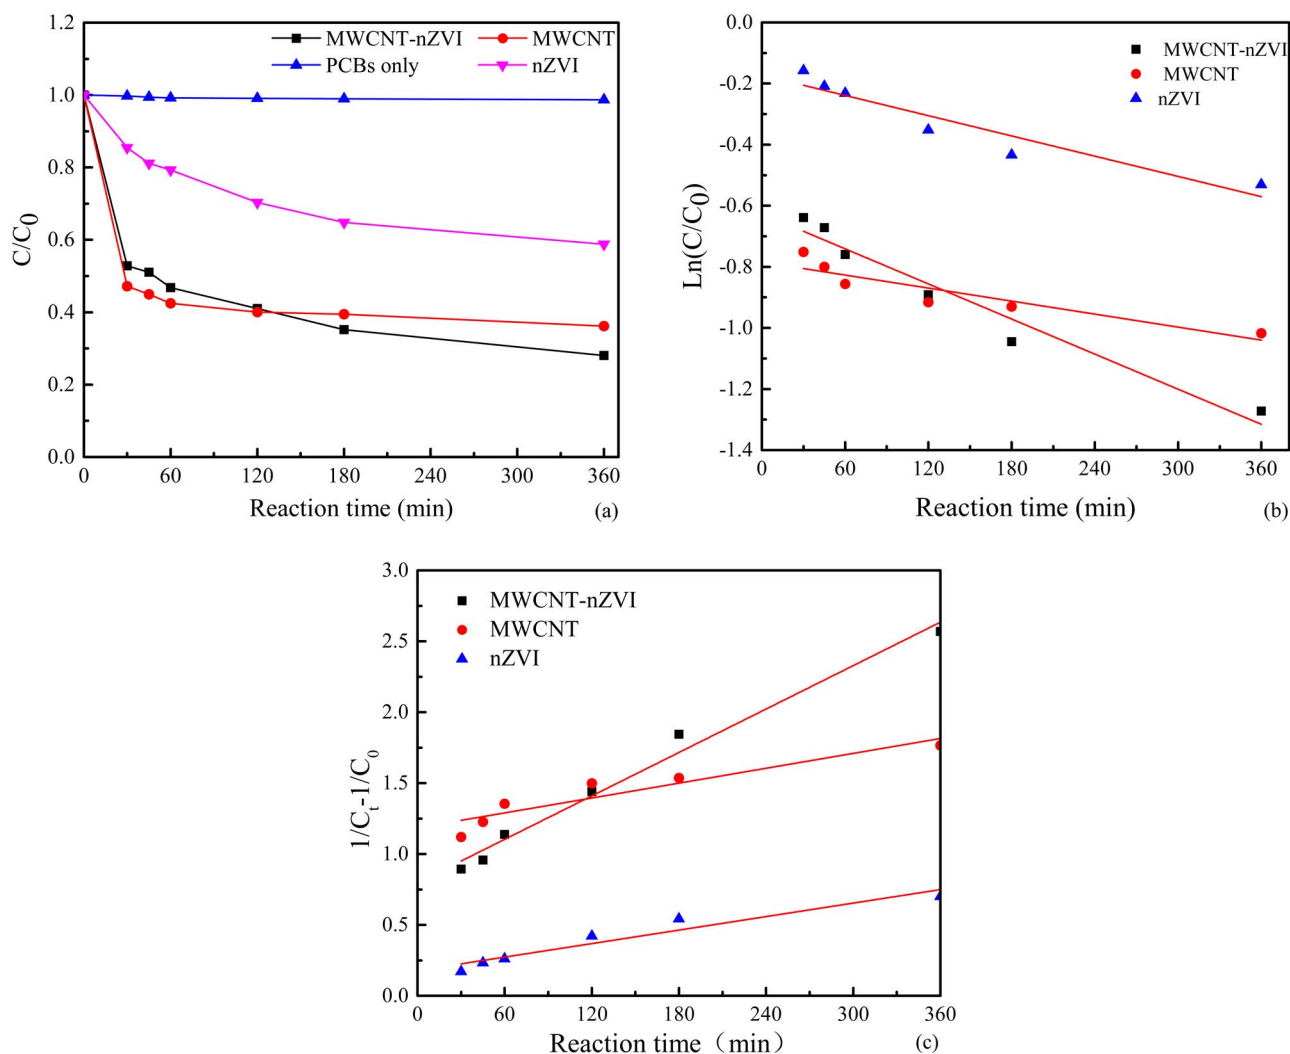 1.2
1.0
0.8
0.6
0.4
0.2
0.0
C/C0
MWCNT-nZVI MWCNT
PCBs only nZVI
0 60 120 180 240 300 360
Reaction time (min) (a)
0.0
-0.2
-0.4
-0.6
-0.8
-1.0
-1.2
-1.4
Ln(C/C0)
MWCNT-nZVI
MWCNT
nZVI
0 60 120 180 240 300 360
Reaction time (min) (b)
3.0
2.5
2.0
1.5
1.0
0.5
0.0
1/Ct-1/C0
MWCNT-nZVI
MWCNT
nZVI
0 60 120 180 240 300 360
Reaction time（min） (c)